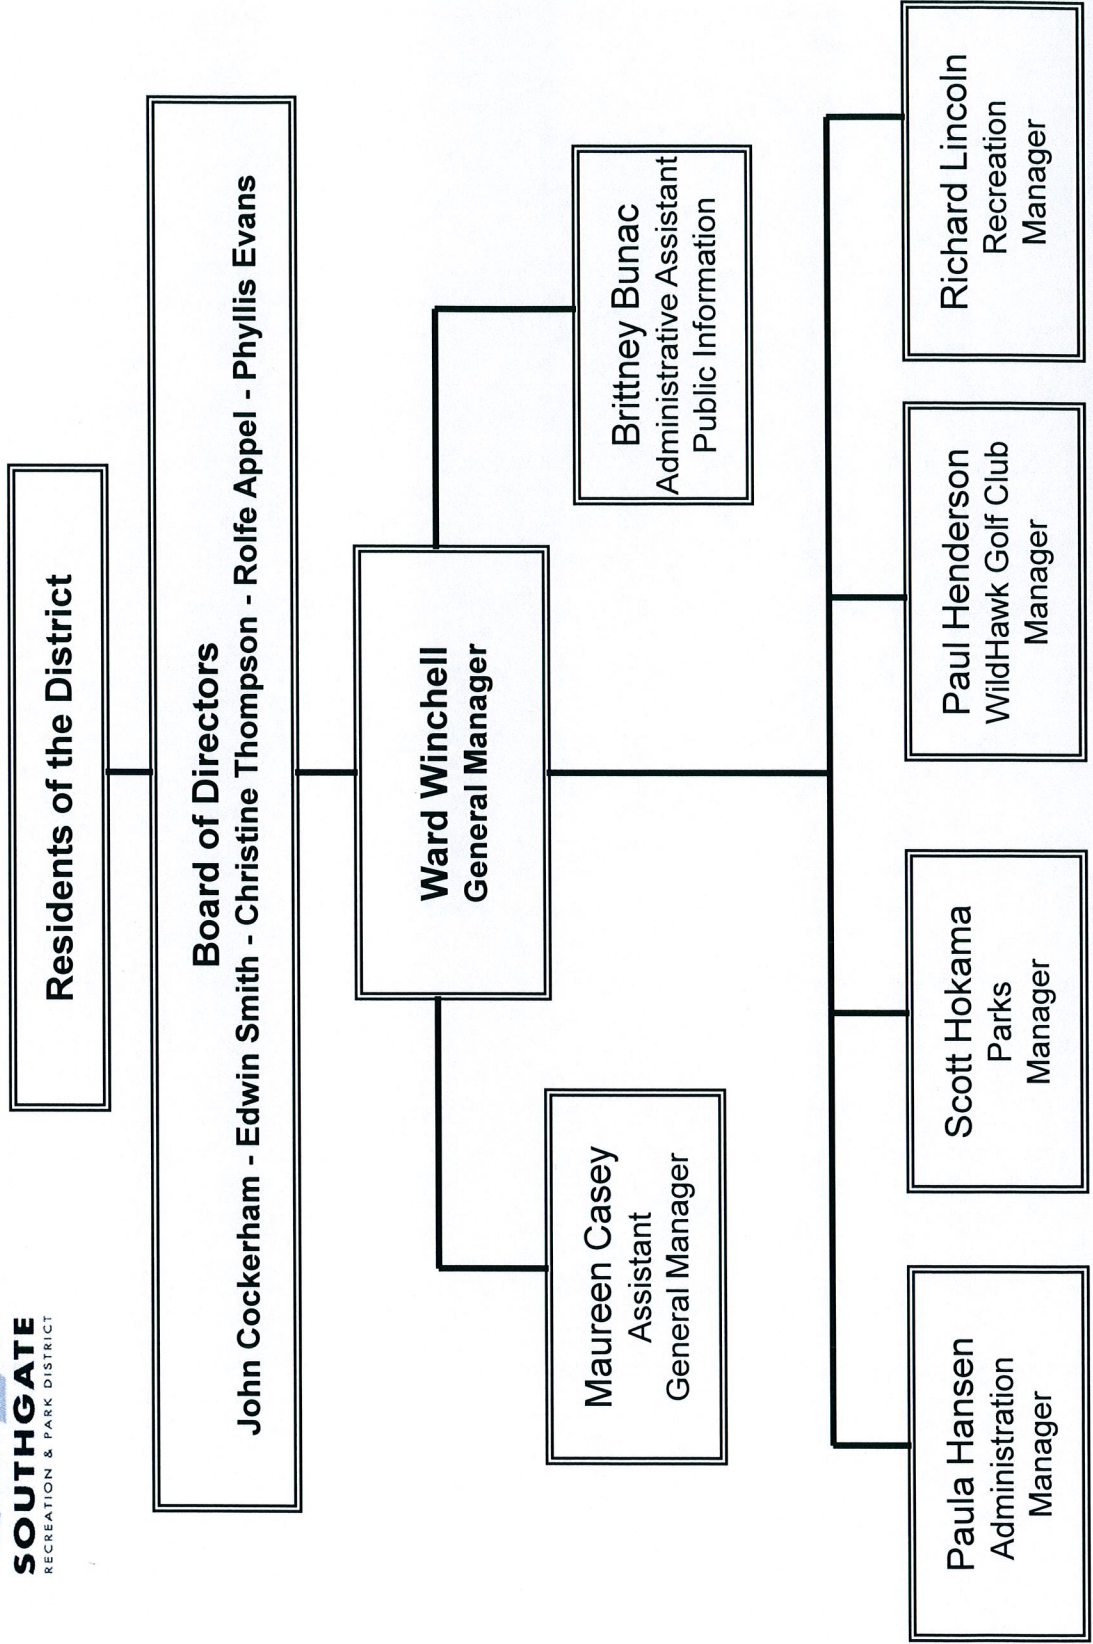 SOUTHGATE
RECREATION & PARK DISTRICT
Residents of the District
Board of Directors
John Cockerham - Edwin Smith - Christine Thompson - Rolfe Appel - Phyllis Evans
Ward Winchell
General Manager
Maureen Casey
Assistant
General Manager
Brittney Bunac
Administrative Assistant
Public Information
Paula Hansen
Administration
Manager
Scott Hokama
Parks
Manager
Paul Henderson
WildHawk Golf Club
Manager
Richard Lincoln
Recreation
Manager